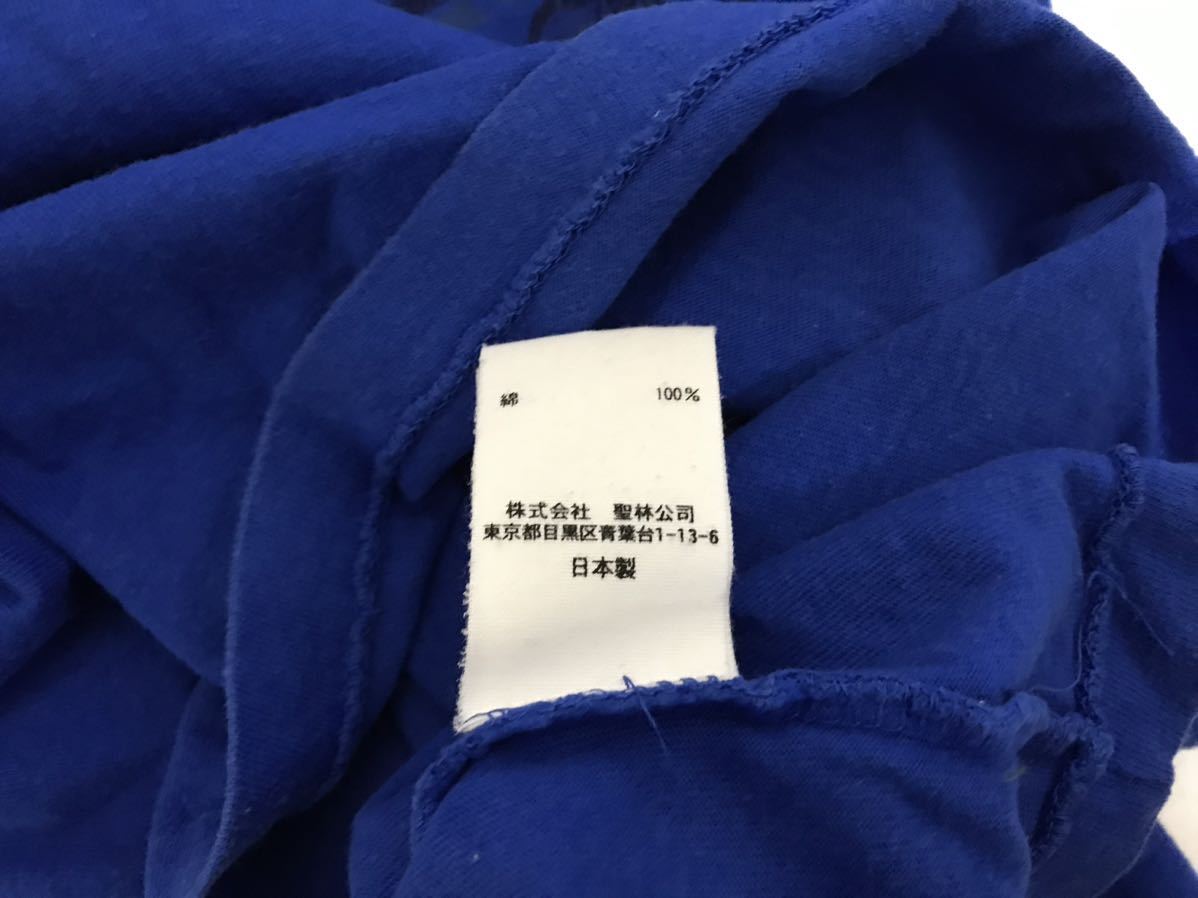 綿 100%
株式会社 聖林公司
東京都目黒区青葉台1-13-6
日本製